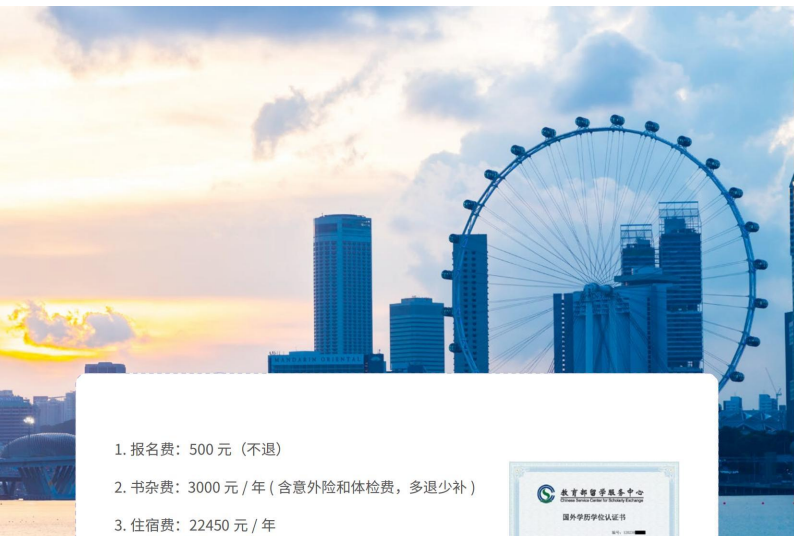 1. 报名费：500 元（不退）
2. 书杂费：3000 元 / 年 ( 含意外险和体检费，多退少补 )
3. 住宿费：22450 元 / 年
教育部留学服务中心
Chinese Service Center for Scholarly Exchange
国外学历学位认证书